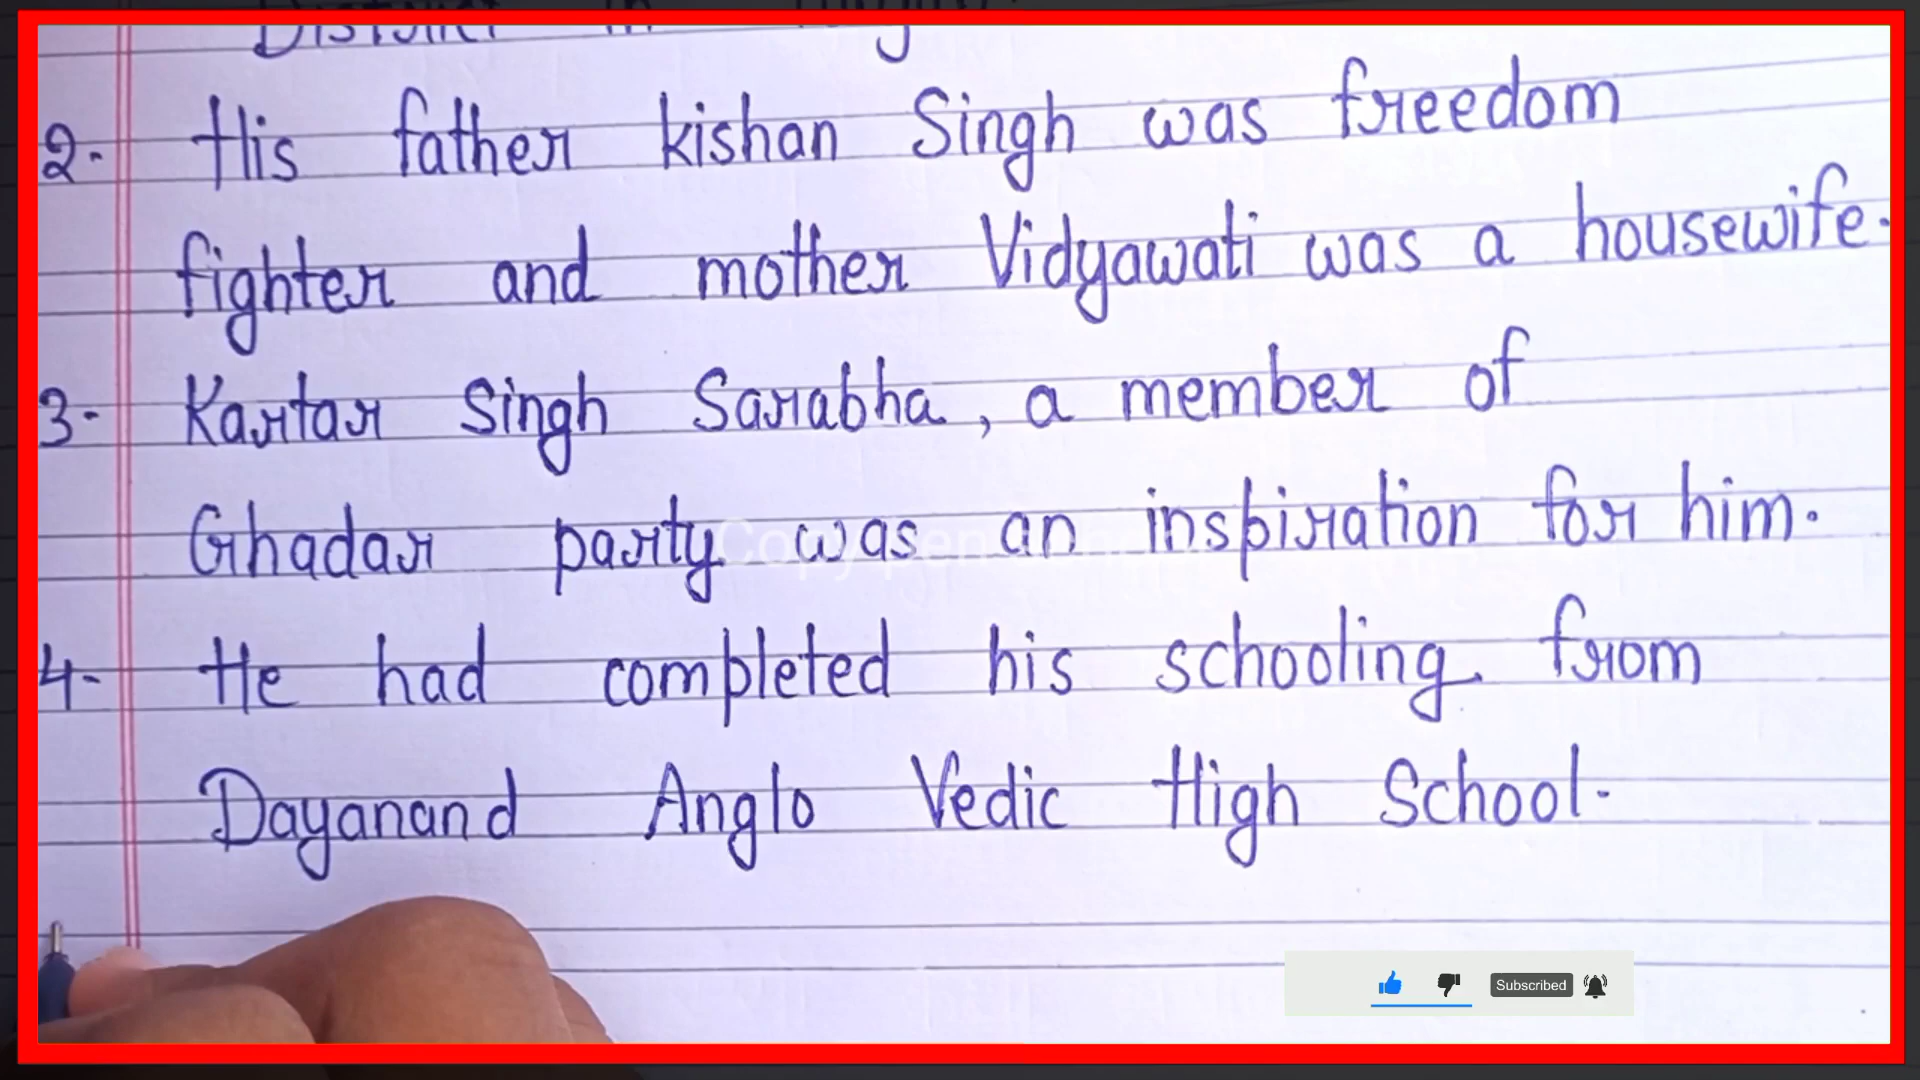 District in
2- His father kishan Singh was freedom
fighter and mother Vidyawati was a housewife.
3- Kartar Singh Sarabha, a member of
Ghadar party was an inspiration for him.
4- He had completed his schooling from
Dayanand Anglo Vedic High School.
Subscribed